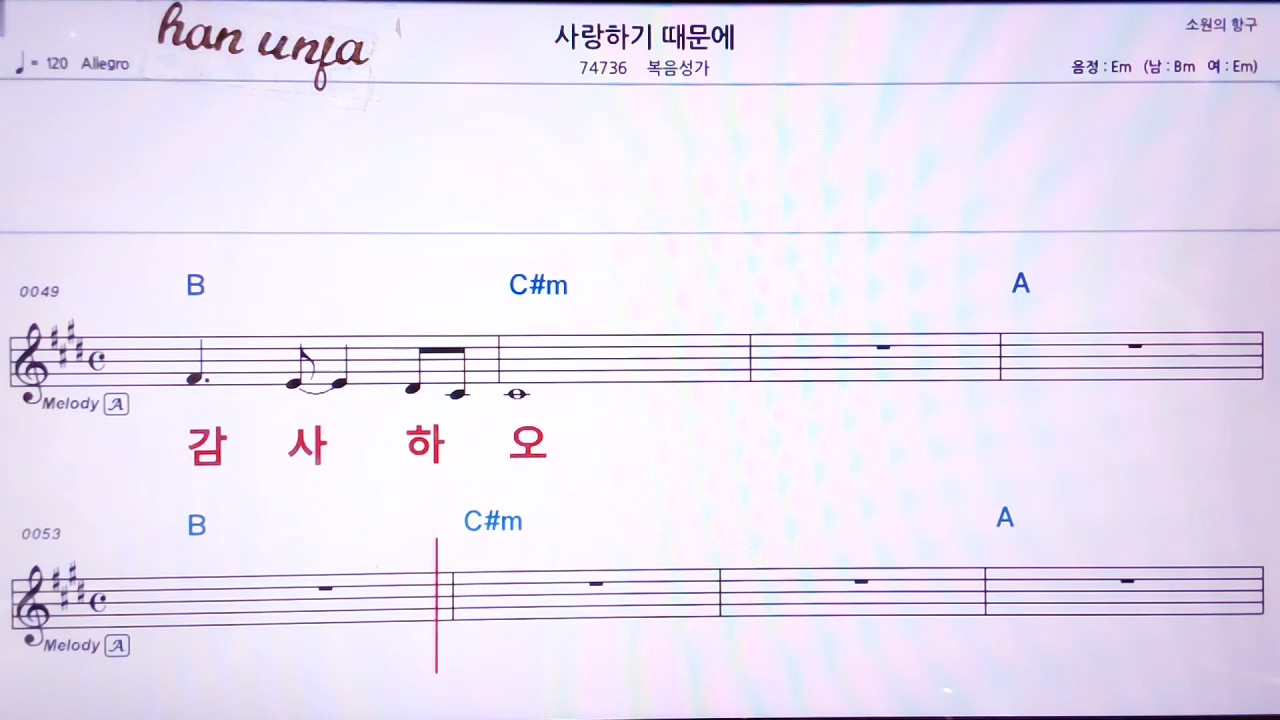 han unfa
사랑하기 때문에
소원의 항구
♩= 120 Allegro
74736 복음성가
음정 : Em (남 : Bm 여 : Em)
0049
B C#m A
Melody A
감 사 하 오
0053
B C#m A
Melody A